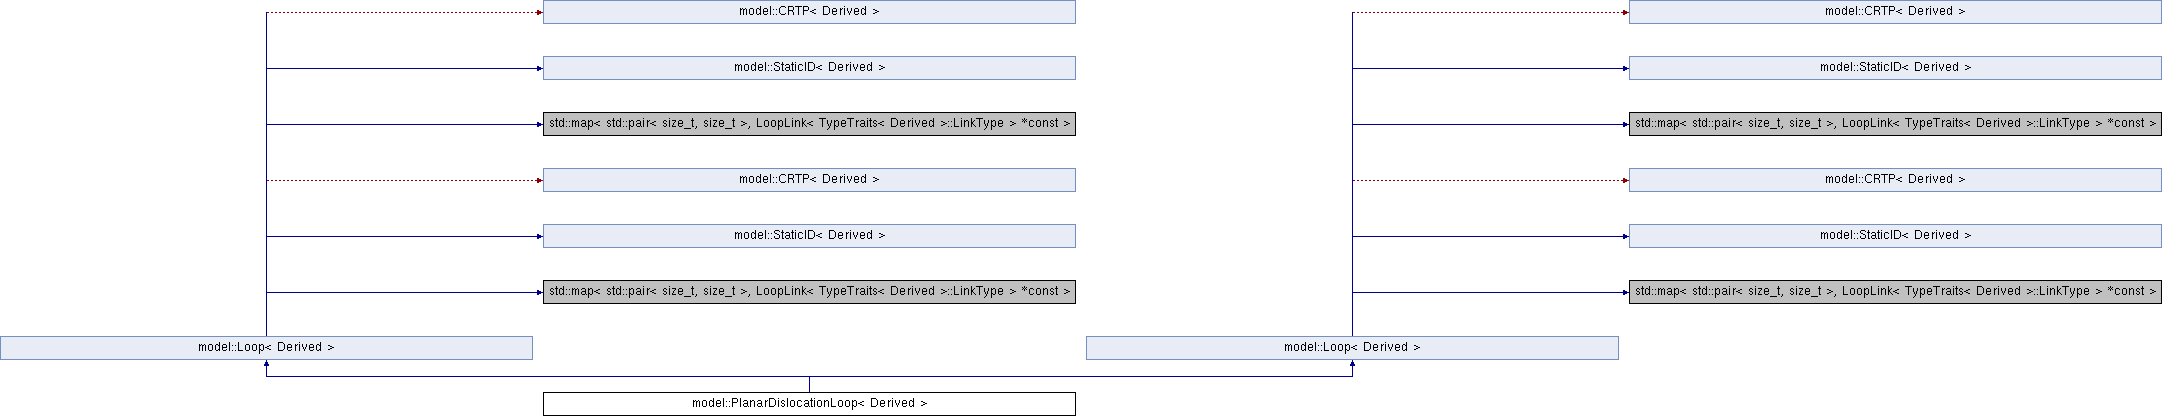 model::CRTP< Derived >
model::CRTP< Derived >
model::StaticID< Derived >
model::StaticID< Derived >
std::map< std::pair< size_t, size_t >, LoopLink< TypeTraits< Derived >::LinkType > *const >
std::map< std::pair< size_t, size_t >, LoopLink< TypeTraits< Derived >::LinkType > *const >
model::CRTP< Derived >
model::CRTP< Derived >
model::StaticID< Derived >
model::StaticID< Derived >
std::map< std::pair< size_t, size_t >, LoopLink< TypeTraits< Derived >::LinkType > *const >
std::map< std::pair< size_t, size_t >, LoopLink< TypeTraits< Derived >::LinkType > *const >
model::Loop< Derived >
model::Loop< Derived >
model::PlanarDislocationLoop< Derived >